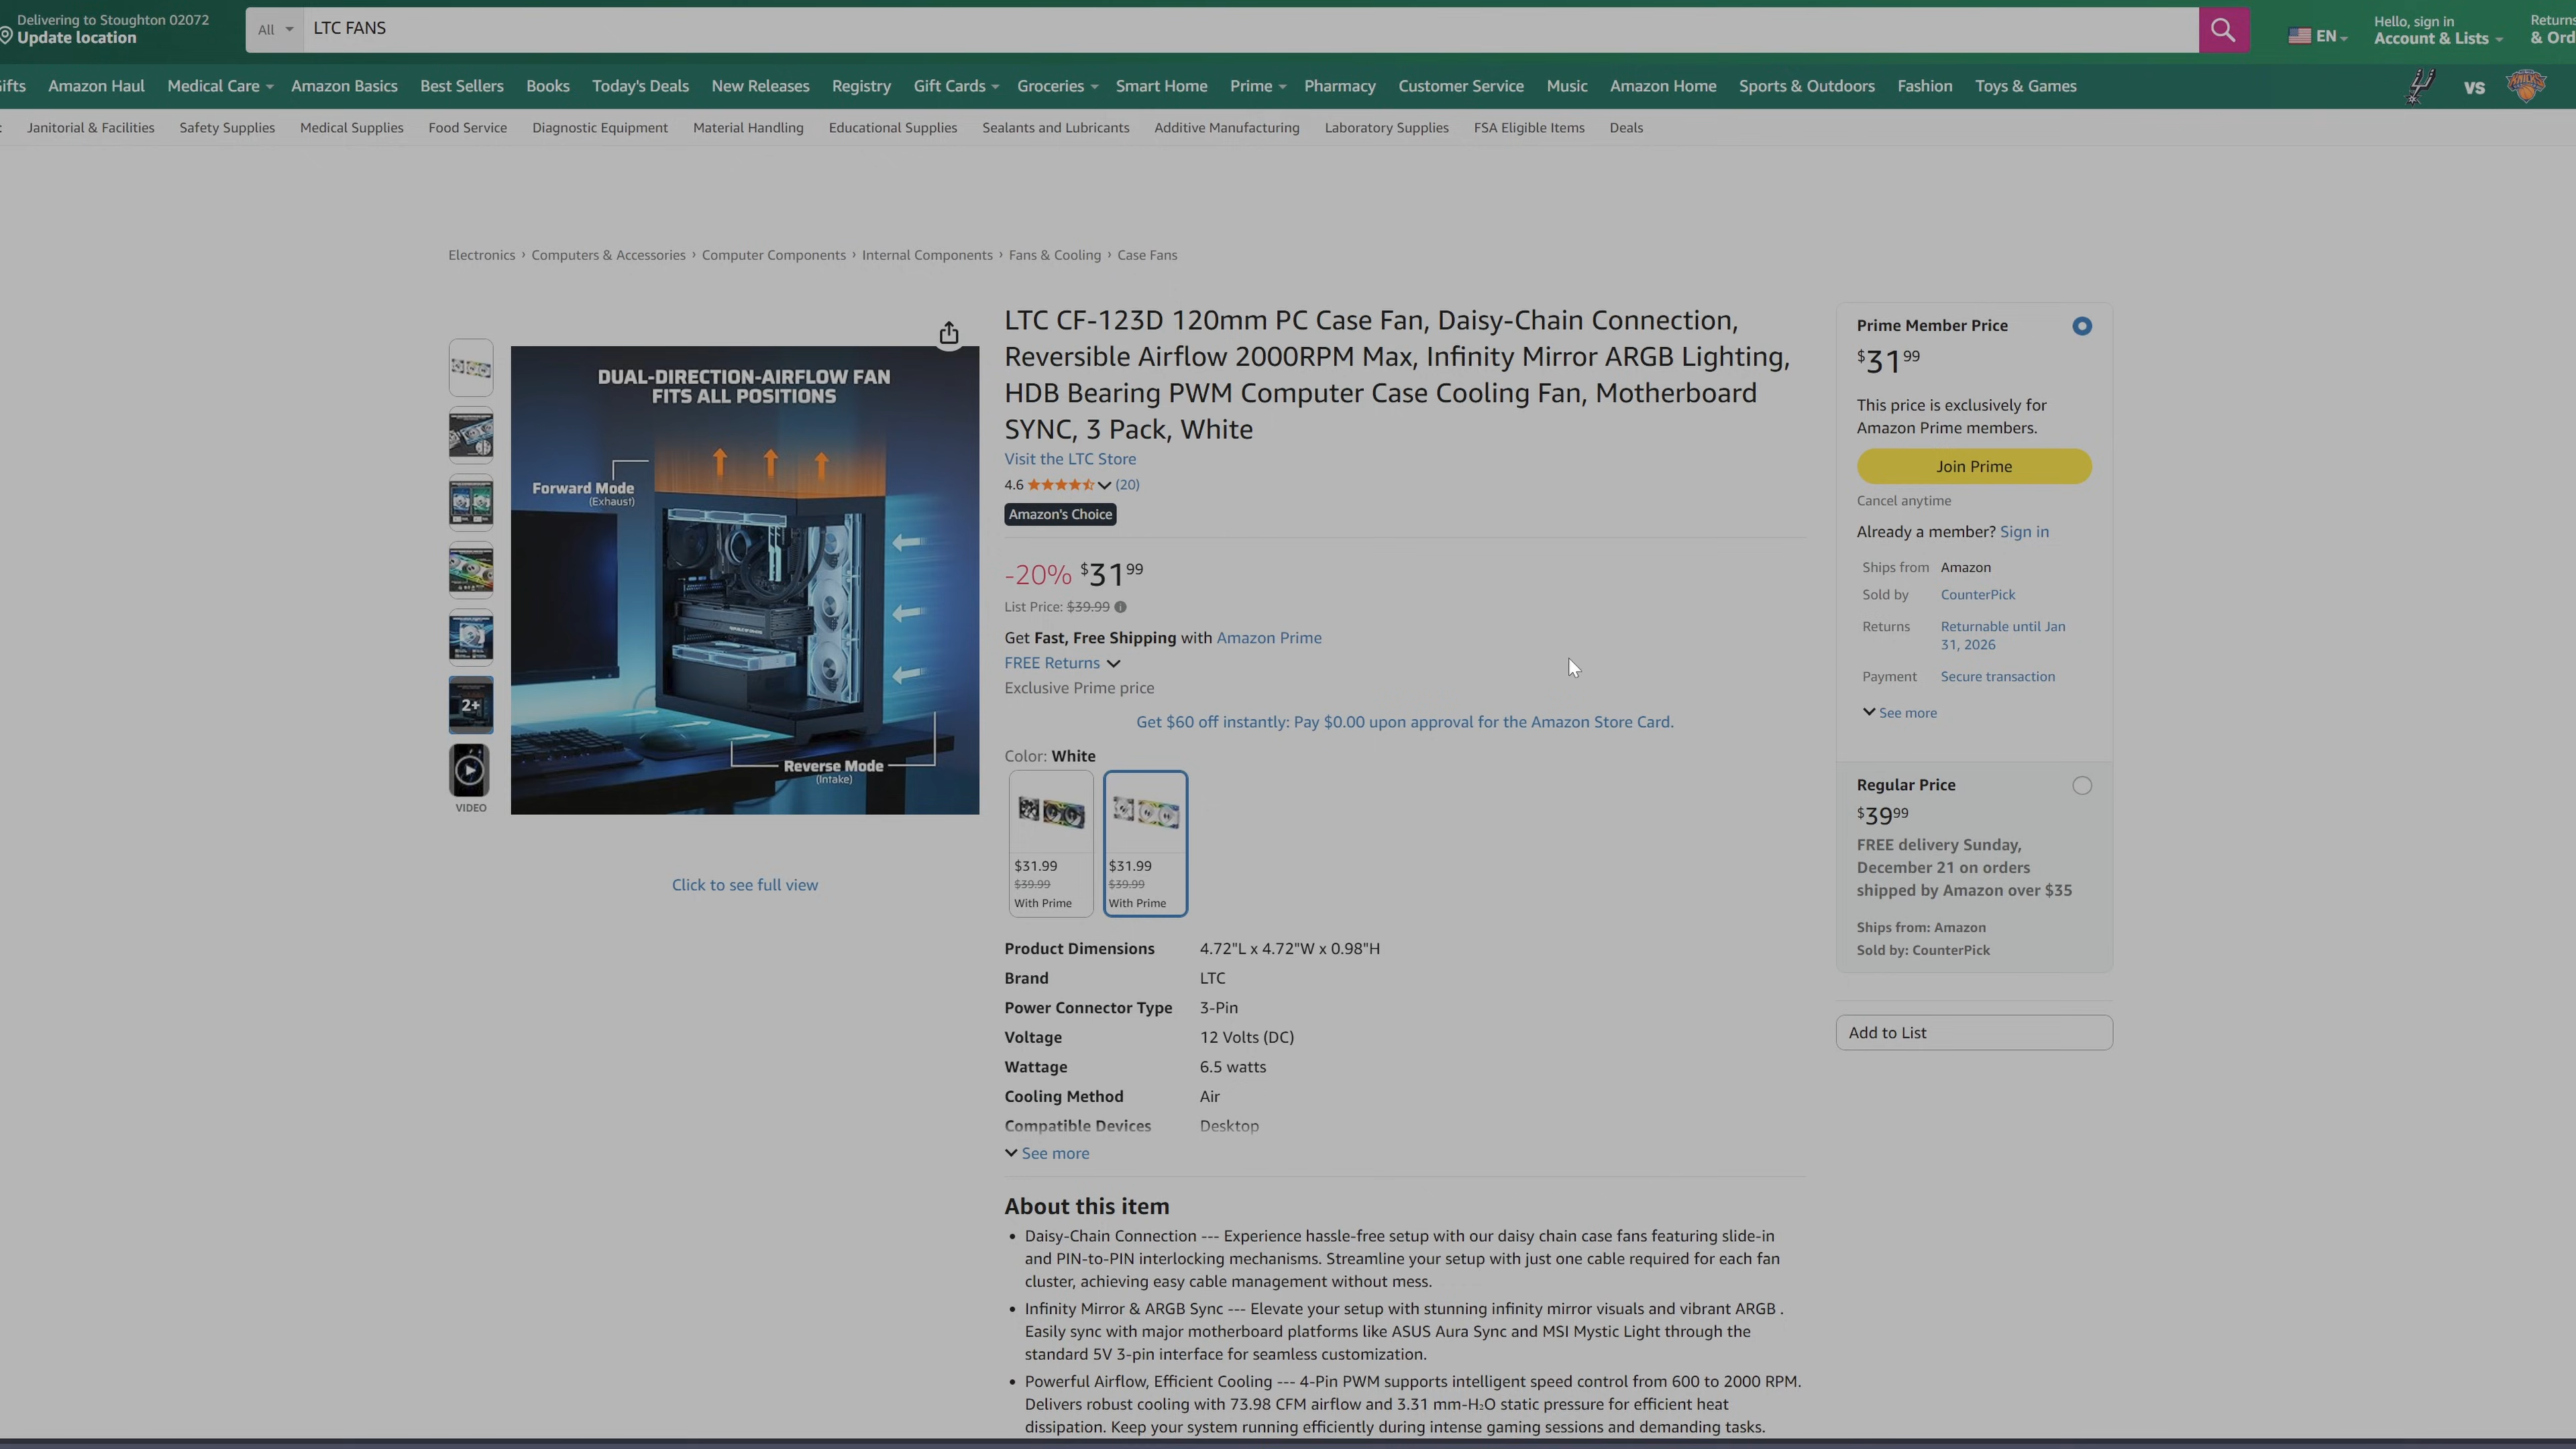 Delivering to Stoughton 02072
Update location
All
LTC FANS
EN
Hello, sign in
Account & Lists
Returns
& Ord
ifts
Amazon Haul
Medical Care
Amazon Basics
Best Sellers
Books
Today's Deals
New Releases
Registry
Gift Cards
Groceries
Smart Home
Prime
Pharmacy
Customer Service
Music
Amazon Home
Sports & Outdoors
Fashion
Toys & Games
VS
Janitorial & Facilities
Safety Supplies
Medical Supplies
Food Service
Diagnostic Equipment
Material Handling
Educational Supplies
Sealants and Lubricants
Additive Manufacturing
Laboratory Supplies
FSA Eligible Items
Deals
Electronics › Computers & Accessories › Computer Components › Internal Components › Fans & Cooling › Case Fans
2+
VIDEO
DUAL-DIRECTION-AIRFLOW FAN
FITS ALL POSITIONS
Forward Mode
(Exhaust)
Reverse Mode
(Intake)
Click to see full view
LTC CF-123D 120mm PC Case Fan, Daisy-Chain Connection,
Reversible Airflow 2000RPM Max, Infinity Mirror ARGB Lighting,
HDB Bearing PWM Computer Case Cooling Fan, Motherboard
SYNC, 3 Pack, White
Visit the LTC Store
4.6 (20)
Amazon's Choice
-20% $31 99
List Price: $39.99
Get Fast, Free Shipping with Amazon Prime
FREE Returns
Exclusive Prime price
Get $60 off instantly: Pay $0.00 upon approval for the Amazon Store Card.
Color: White
$31.99
$39.99
With Prime
$31.99
$39.99
With Prime
Product Dimensions 4.72"L x 4.72"W x 0.98"H
Brand LTC
Power Connector Type 3-Pin
Voltage 12 Volts (DC)
Wattage 6.5 watts
Cooling Method Air
Compatible Devices Desktop
See more
About this item
• Daisy-Chain Connection --- Experience hassle-free setup with our daisy chain case fans featuring slide-in
and PIN-to-PIN interlocking mechanisms. Streamline your setup with just one cable required for each fan
cluster, achieving easy cable management without mess.
• Infinity Mirror & ARGB Sync --- Elevate your setup with stunning infinity mirror visuals and vibrant ARGB .
Easily sync with major motherboard platforms like ASUS Aura Sync and MSI Mystic Light through the
standard 5V 3-pin interface for seamless customization.
• Powerful Airflow, Efficient Cooling --- 4-Pin PWM supports intelligent speed control from 600 to 2000 RPM.
Delivers robust cooling with 73.98 CFM airflow and 3.31 mm-H₂O static pressure for efficient heat
dissipation. Keep your system running efficiently during intense gaming sessions and demanding tasks.
Prime Member Price
$31 99
This price is exclusively for
Amazon Prime members.
Join Prime
Cancel anytime
Already a member? Sign in
Ships from Amazon
Sold by CounterPick
Returns Returnable until Jan
31, 2026
Payment Secure transaction
See more
Regular Price
$39 99
FREE delivery Sunday,
December 21 on orders
shipped by Amazon over $35
Ships from: Amazon
Sold by: CounterPick
Add to List